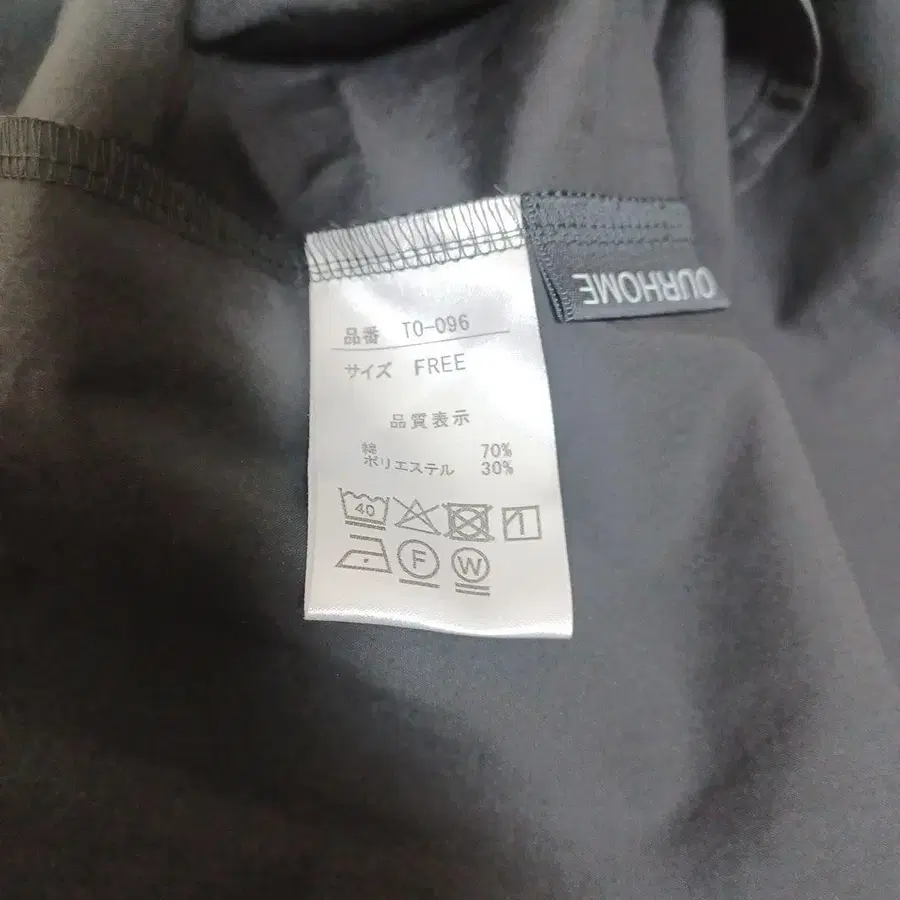 品番 TO-096
サイズ FREE
品質表示
綿 70%
ポリエステル 30%
40
F W
OURHOME